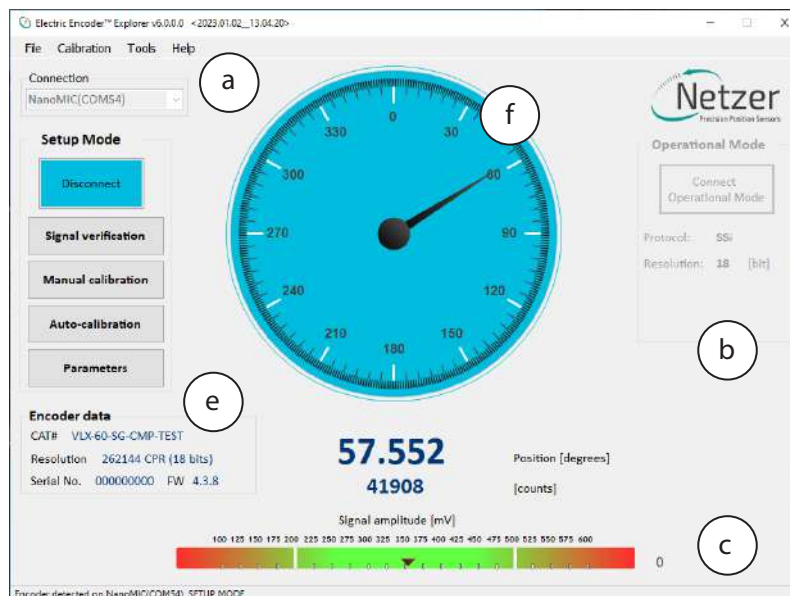 Electric Encoder™ Explorer v6.0.0.0 <2023.01.02__13.04.20>
File Calibration Tools Help
Connection
NanoMIC(COM54)
a
Setup Mode
Disconnect
Signal verification
Manual calibration
Auto-calibration
Parameters
e
Encoder data
CAT# VLX-60-SG-CMP-TEST
Resolution 262144 CPR (18 bits)
Serial No. 000000000 FW 4.3.8
f
0
30
60
90
120
150
180
210
240
270
300
330
57.552 Position [degrees]
41908 [counts]
Signal amplitude [mV]
100 125 150 175 200 225 250 275 300 325 350 375 400 425 450 475 500 525 550 575 600
0
c
Netzer
Precision Position Sensors
Operational Mode
Connect
Operational Mode
Protocol: SSi
Resolution: 18 [bit]
b
Encoder detected on NanoMIC(COM54) SETUP MODE